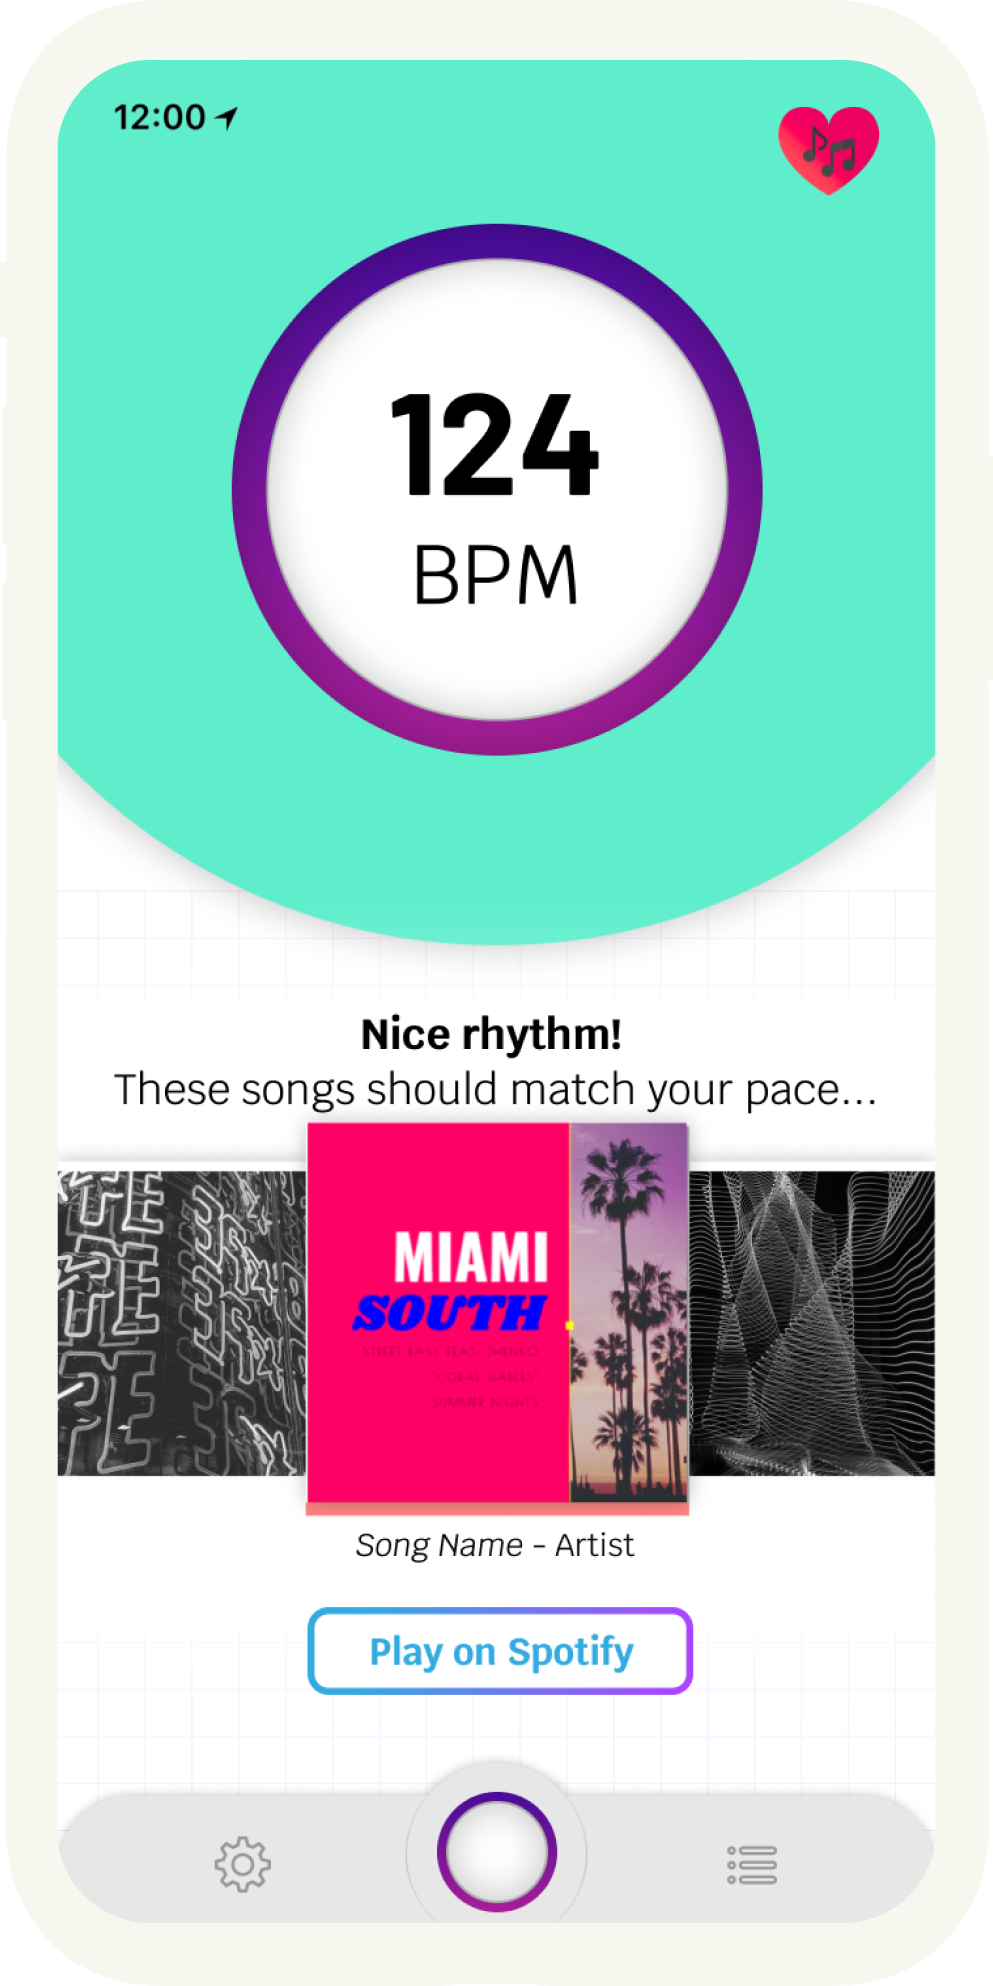 12:00
124
BPM
Nice rhythm!
These songs should match your pace...
MIAMI
SOUTH
STREET EASY FEAT. JHENKO
"CORAL GABLES"
SUMMER NIGHTS
Song Name - Artist
Play on Spotify